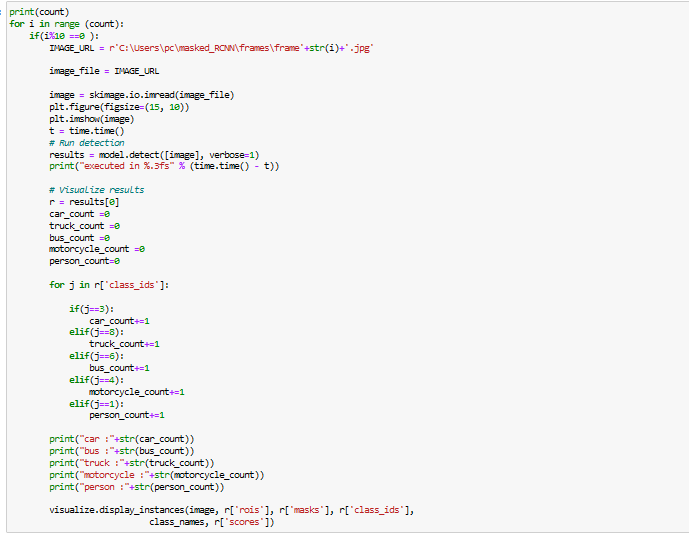 print(count)
for i in range (count):
    if(i%10 ==0 ):
        IMAGE_URL = r'C:\Users\pc\masked_RCNN\frames\frame'+str(i)+'.jpg'

        image_file = IMAGE_URL

        image = skimage.io.imread(image_file)
        plt.figure(figsize=(15, 10))
        plt.imshow(image)
        t = time.time()
        # Run detection
        results = model.detect([image], verbose=1)
        print("executed in %.3fs" % (time.time() - t))

        # Visualize results
        r = results[0]
        car_count =0
        truck_count =0
        bus_count =0
        motorcycle_count =0
        person_count=0

        for j in r['class_ids']:

            if(j==3):
                car_count+=1
            elif(j==8):
                truck_count+=1
            elif(j==6):
                bus_count+=1
            elif(j==4):
                motorcycle_count+=1
            elif(j==1):
                person_count+=1

        print("car :"+str(car_count))
        print("bus :"+str(bus_count))
        print("truck :"+str(truck_count))
        print("motorcycle :"+str(motorcycle_count))
        print("person :"+str(person_count))

        visualize.display_instances(image, r['rois'], r['masks'], r['class_ids'],
                            class_names, r['scores'])